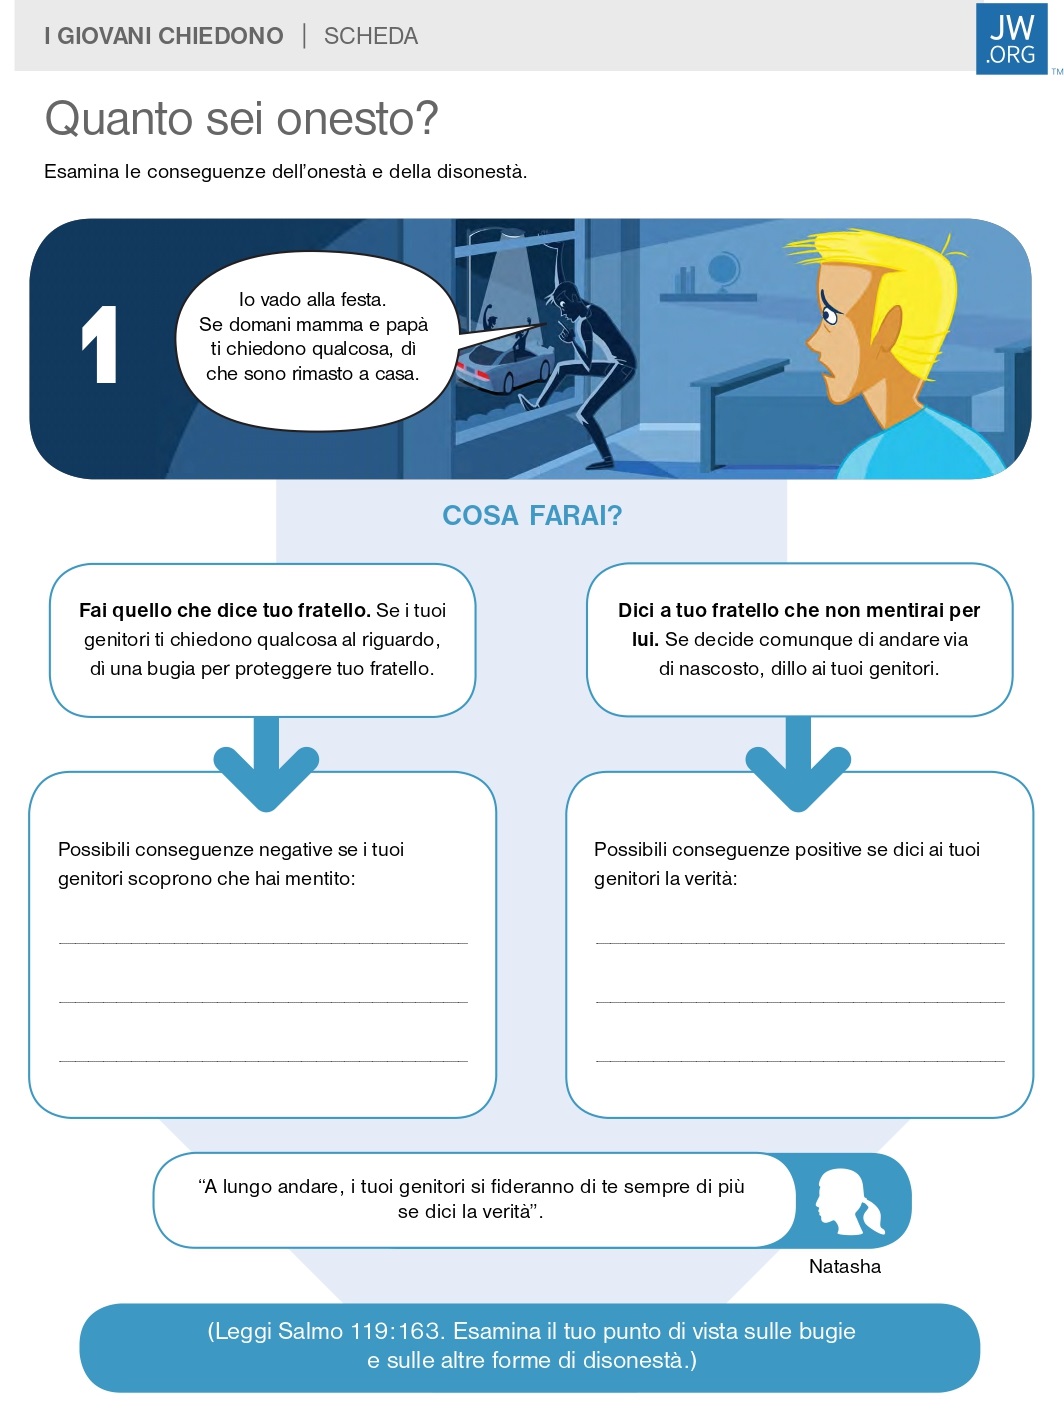 I GIOVANI CHIEDONO | SCHEDA
JW
.ORG
TM
Quanto sei onesto?
Esamina le conseguenze dell'onestà e della disonestà.
1
Io vado alla festa.
Se domani mamma e papà
ti chiedono qualcosa, dì
che sono rimasto a casa.
COSA FARAI?
Fai quello che dice tuo fratello. Se i tuoi
genitori ti chiedono qualcosa al riguardo,
dì una bugia per proteggere tuo fratello.
Dici a tuo fratello che non mentirai per
lui. Se decide comunque di andare via
di nascosto, dillo ai tuoi genitori.
Possibili conseguenze negative se i tuoi
genitori scoprono che hai mentito:
Possibili conseguenze positive se dici ai tuoi
genitori la verità:
“A lungo andare, i tuoi genitori si fideranno di te sempre di più
se dici la verità”.
Natasha
(Leggi Salmo 119:163. Esamina il tuo punto di vista sulle bugie
e sulle altre forme di disonestà.)